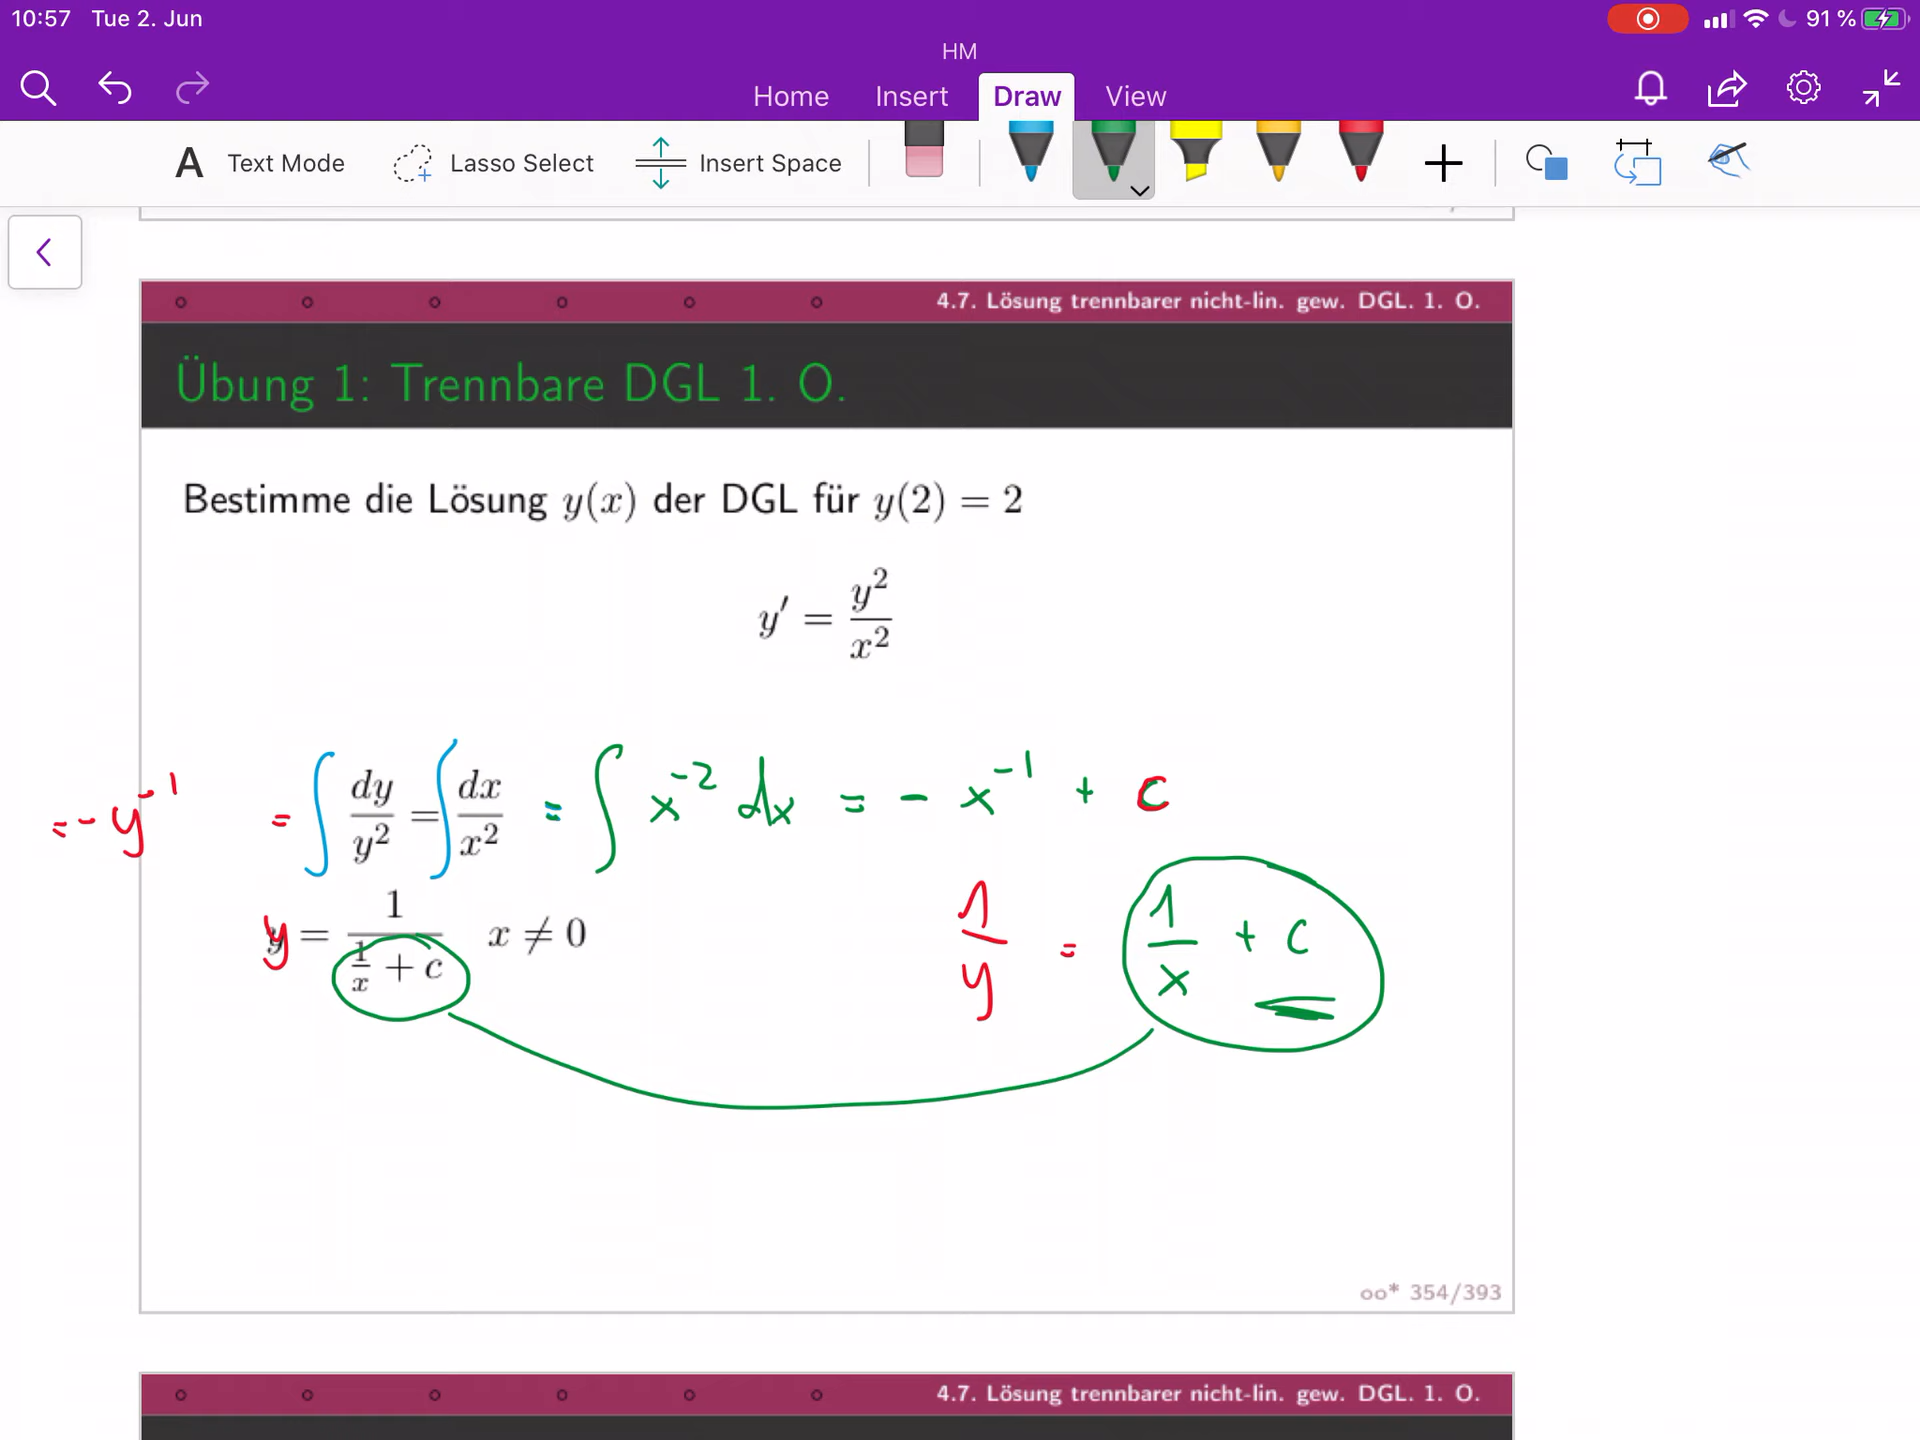 10:57 Tue 2. Jun 91 %
HM
Home Insert Draw View
A Text Mode Lasso Select Insert Space
4.7. Lösung trennbarer nicht-lin. gew. DGL. 1. O.
Übung 1: Trennbare DGL 1. O.
Bestimme die Lösung y(x) der DGL für y(2) = 2
y′ = y²/x²
= - y⁻¹ = ∫ dy/y² = ∫ dx/x² = ∫ x⁻² dx = - x⁻¹ + c
y = 1/(1/x + c) x ≠ 0 1/y = 1/x + c
oo* 354/393
4.7. Lösung trennbarer nicht-lin. gew. DGL. 1. O.